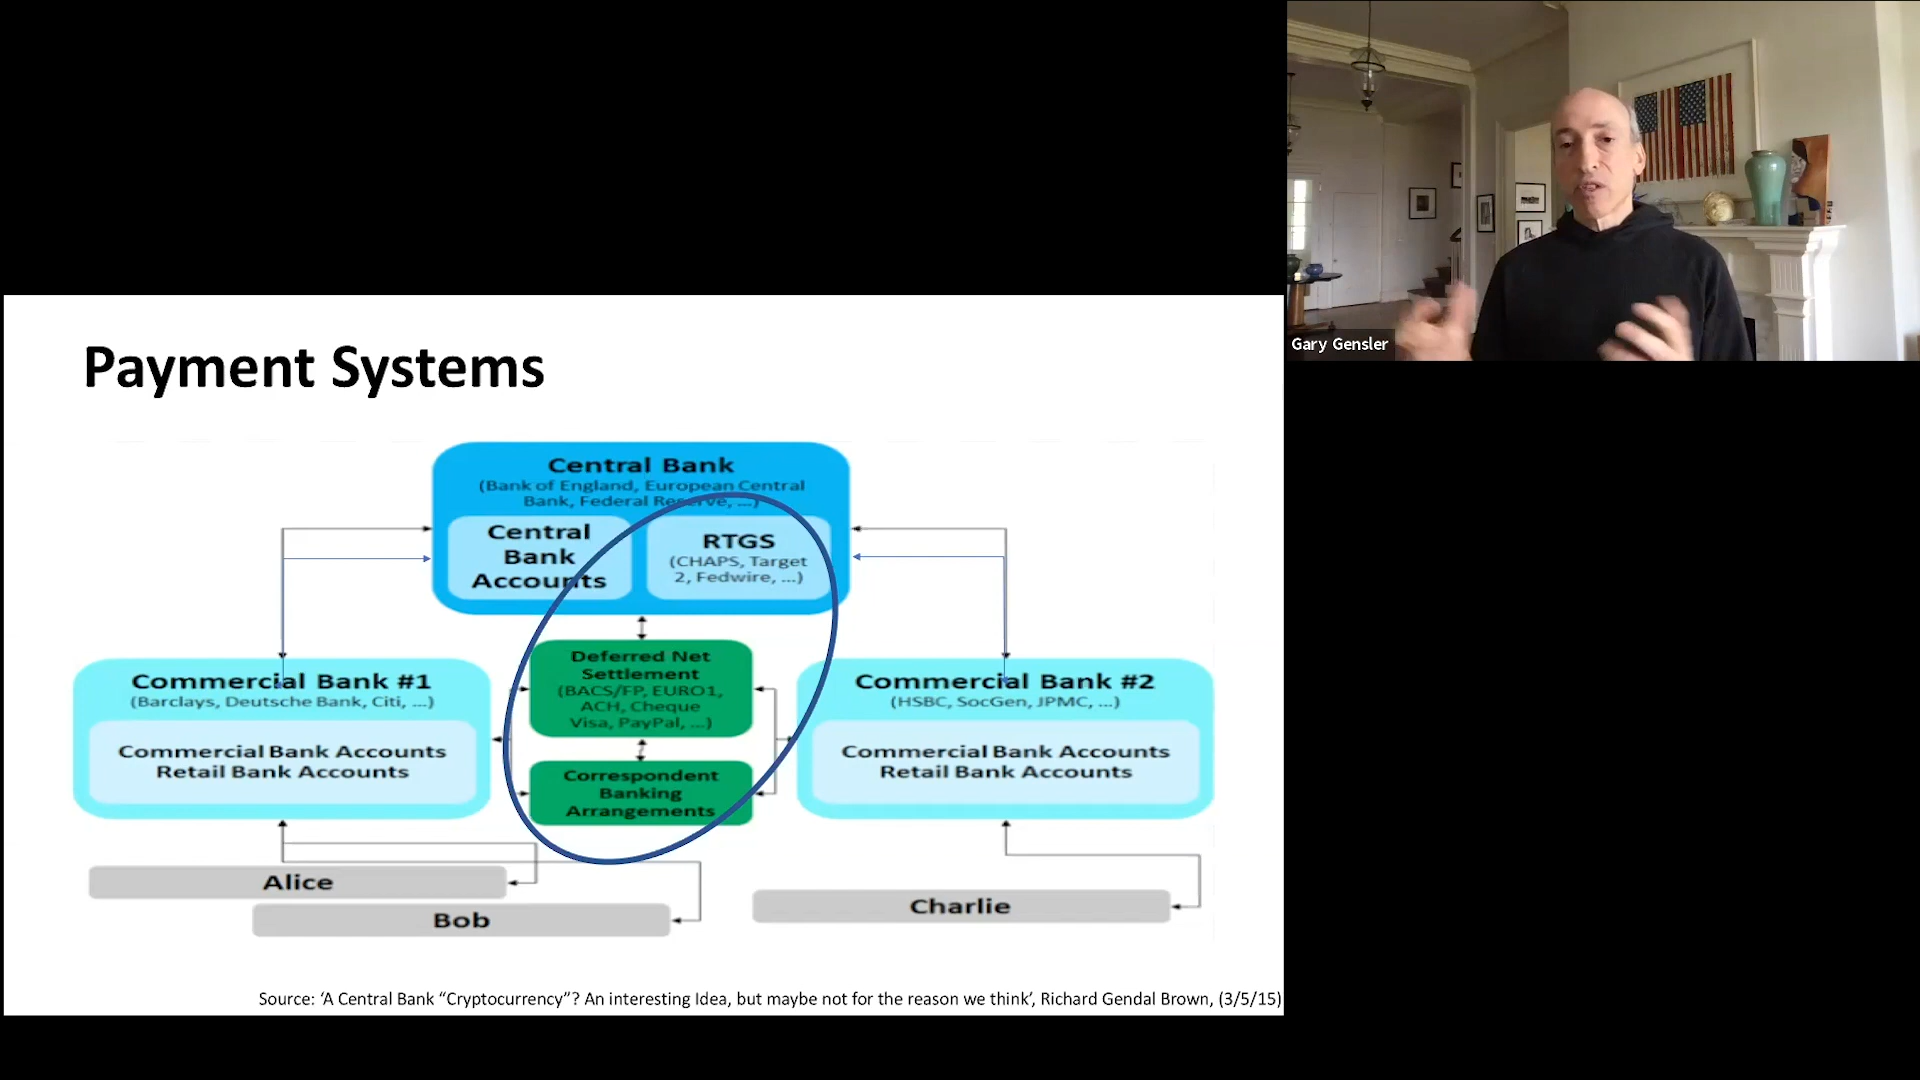 Gary Gensler
Payment Systems
Central Bank
(Bank of England, European Central
Bank, Federal Reserve, ...)
Central
Bank
Accounts
RTGS
(CHAPS, Target
2, Fedwire, ...)
Deferred Net
Settlement
(BACS/FP, EURO1,
ACH, Cheque
Visa, PayPal, ...)
Correspondent
Banking
Arrangements
Commercial Bank #1
(Barclays, Deutsche Bank, Citi, ...)
Commercial Bank Accounts
Retail Bank Accounts
Commercial Bank #2
(HSBC, SocGen, JPMC, ...)
Commercial Bank Accounts
Retail Bank Accounts
Alice
Bob
Charlie
Source: ‘A Central Bank “Cryptocurrency”? An interesting Idea, but maybe not for the reason we think’, Richard Gendal Brown, (3/5/15)